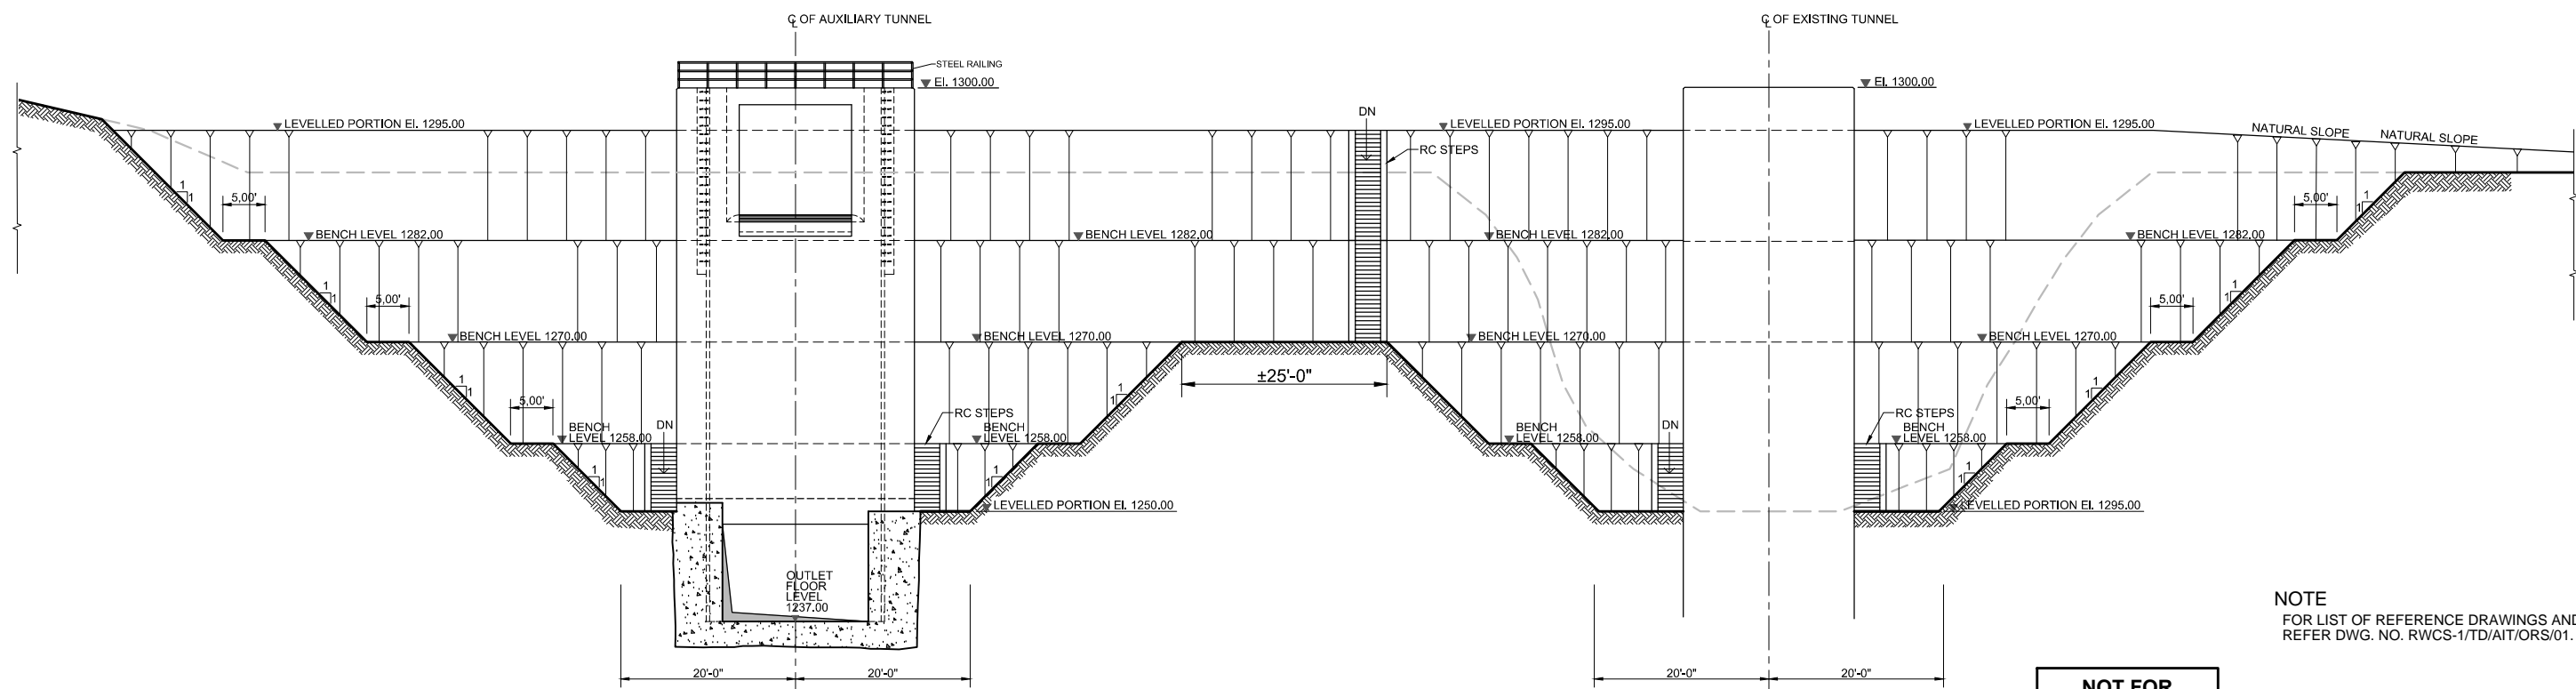 ℄ OF AUXILIARY TUNNEL
℄ OF EXISTING TUNNEL
STEEL RAILING
El. 1300.00
El. 1300.00
DN
LEVELLED PORTION El. 1295.00
LEVELLED PORTION El. 1295.00
LEVELLED PORTION El. 1295.00
NATURAL SLOPE
NATURAL SLOPE
RC STEPS
1
1
5,00'
1
1
5,00'
BENCH LEVEL 1282.00
BENCH LEVEL 1282.00
BENCH LEVEL 1282.00
BENCH LEVEL 1282.00
1
1
5,00'
1
1
5,00'
BENCH LEVEL 1270.00
BENCH LEVEL 1270.00
BENCH LEVEL 1270.00
BENCH LEVEL 1270.00
±25'-0"
1
1
5,00'
1
1
1
1
5,00'
RC STEPS
RC STEPS
DN
DN
BENCH
LEVEL 1258.00
BENCH
LEVEL 1258.00
BENCH
LEVEL 1258.00
BENCH
LEVEL 1258.00
1
1
1
1
1
1
LEVELLED PORTION El. 1250.00
LEVELLED PORTION El. 1295.00
OUTLET
FLOOR
LEVEL
1237.00
NOTE
FOR LIST OF REFERENCE DRAWINGS AND
REFER DWG. NO. RWCS-1/TD/AIT/ORS/01.
20'-0"
20'-0"
20'-0"
20'-0"
NOT FOR